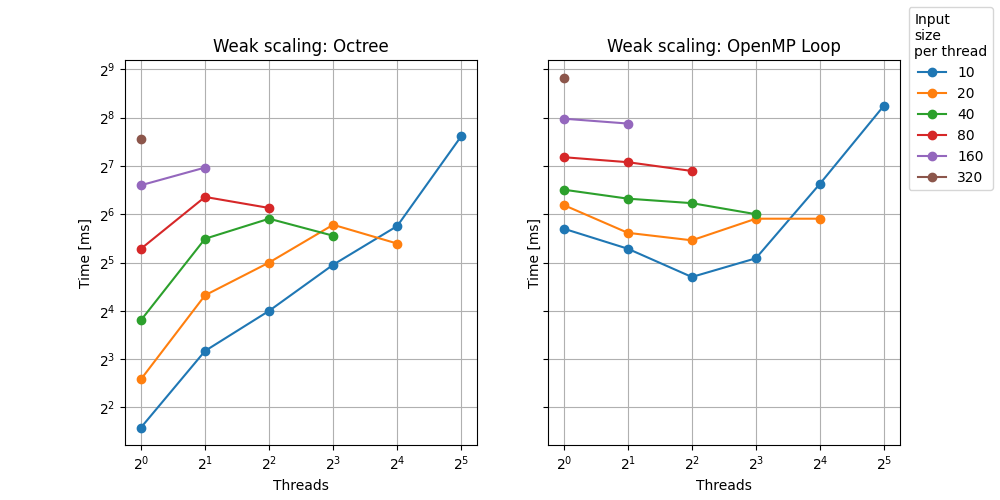 Weak scaling: Octree
Time [ms]
2⁹
2⁸
2⁷
2⁶
2⁵
2⁴
2³
2²
2⁰ 2¹ 2² 2³ 2⁴ 2⁵
Threads
Weak scaling: OpenMP Loop
Time [ms]
2⁰ 2¹ 2² 2³ 2⁴ 2⁵
Threads
Input
size
per thread
10
20
40
80
160
320